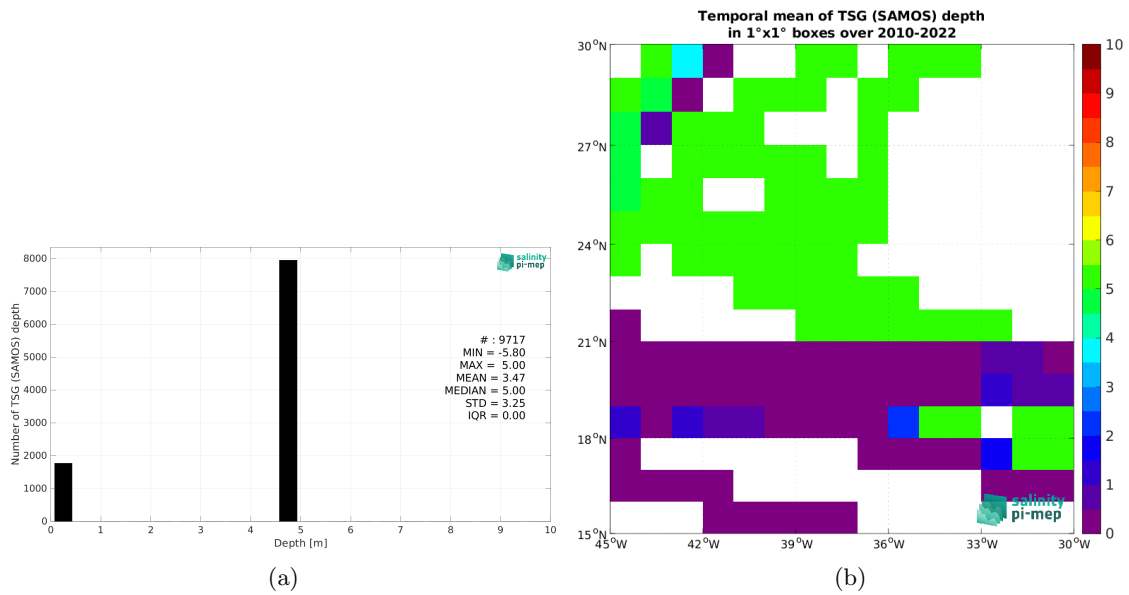 8000
7000
6000
5000
4000
3000
2000
1000
0
Number of TSG (SAMOS) depth
salinity
pi-mep
# : 9717
MIN = -5.80
MAX = 5.00
MEAN = 3.47
MEDIAN = 5.00
STD = 3.25
IQR = 0.00
0 1 2 3 4 5 6 7 8 9 10
Depth [m]
(a)
Temporal mean of TSG (SAMOS) depth
in 1°x1° boxes over 2010-2022
30°N
27°N
24°N
21°N
18°N
15°N
45°W 42°W 39°W 36°W 33°W 30°W
salinity
pi-mep
10
9
8
7
6
5
4
3
2
1
0
(b)